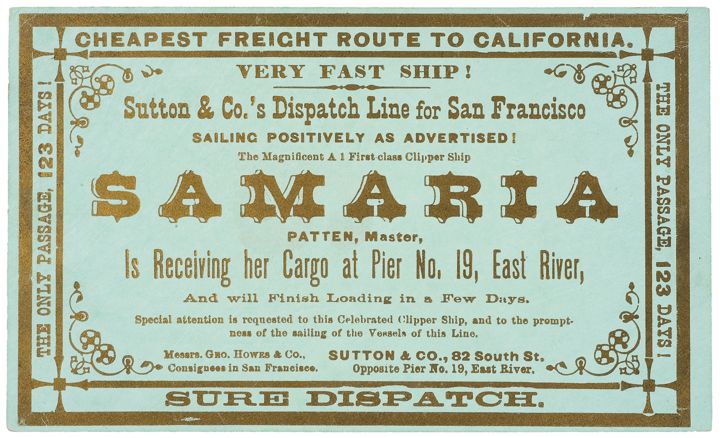 CHEAPEST FREIGHT ROUTE TO CALIFORNIA.
THE ONLY PASSAGE, 123 DAYS!
VERY FAST SHIP!
Sutton & Co.'s Dispatch Line for San Francisco
SAILING POSITIVELY AS ADVERTISED!
The Magnificent A 1 First-class Clipper Ship
SAMARIA
PATTEN, Master,
Is Receiving her Cargo at Pier No. 19, East River,
And will Finish Loading in a Few Days.
Special attention is requested to this Celebrated Clipper Ship, and to the prompt-
ness of the sailing of the Vessels of this Line.
Messrs. GEO. HOWES & Co.,
Consignees in San Francisco.
SUTTON & CO., 82 South St.
Opposite Pier No. 19, East River.
THE ONLY PASSAGE, 123 DAYS!
SURE DISPATCH.